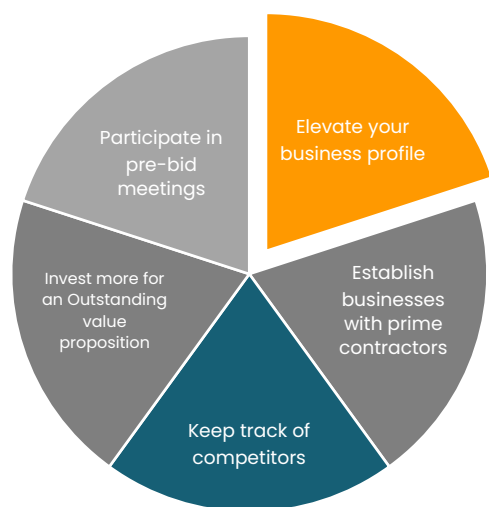 Elevate your
business profile
Establish
businesses
with prime
contractors
Keep track of
competitors
Invest more for
an Outstanding
value
proposition
Participate in
pre-bid
meetings